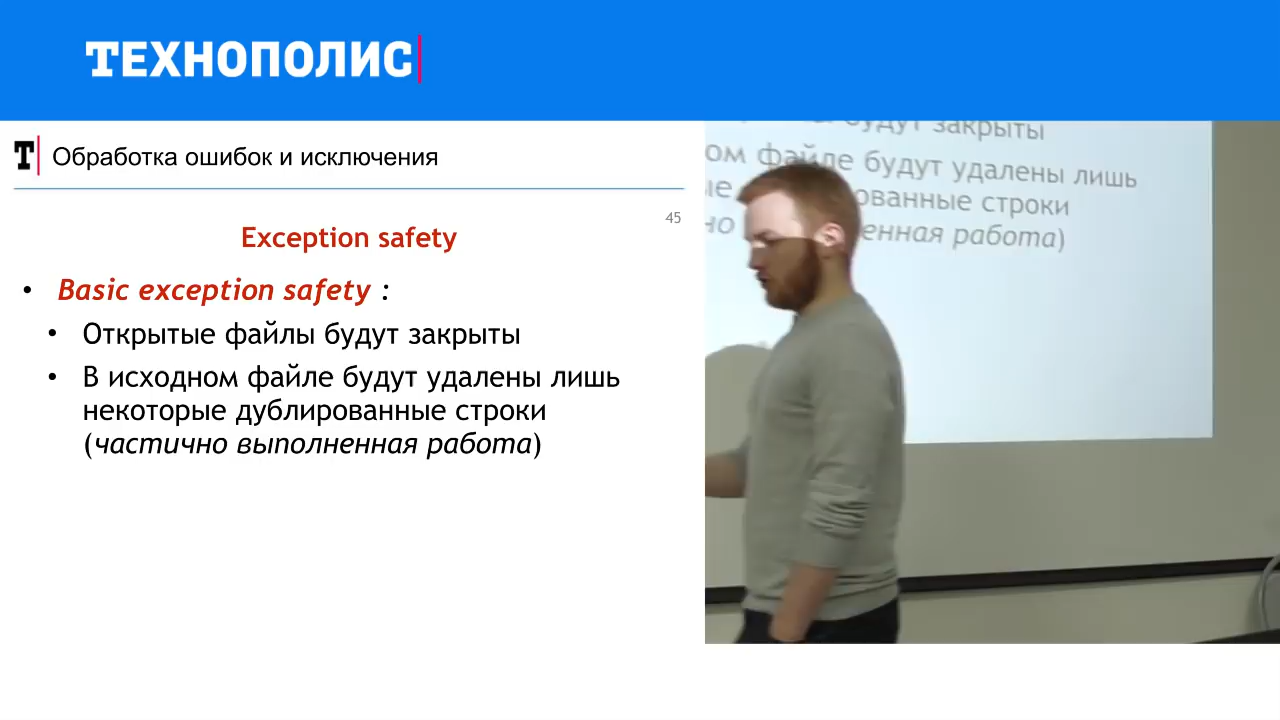 ТЕХНОПОЛИС
Т
Обработка ошибок и исключения
45
Exception safety
• Basic exception safety :
• Открытые файлы будут закрыты
• В исходном файле будут удалены лишь
некоторые дублированные строки
(частично выполненная работа)
будут закрыты
ом файле будут удалены лишь
ованные строки
енная работа)